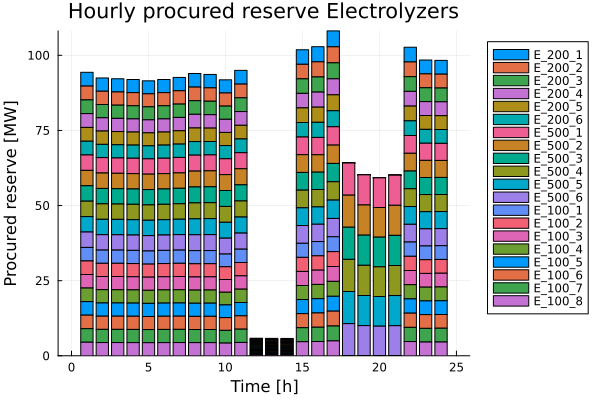 Hourly procured reserve Electrolyzers
Procured reserve [MW]
100
75
50
25
0
0 5 10 15 20 25
Time [h]
E_200_1
E_200_2
E_200_3
E_200_4
E_200_5
E_200_6
E_500_1
E_500_2
E_500_3
E_500_4
E_500_5
E_500_6
E_100_1
E_100_2
E_100_3
E_100_4
E_100_5
E_100_6
E_100_7
E_100_8